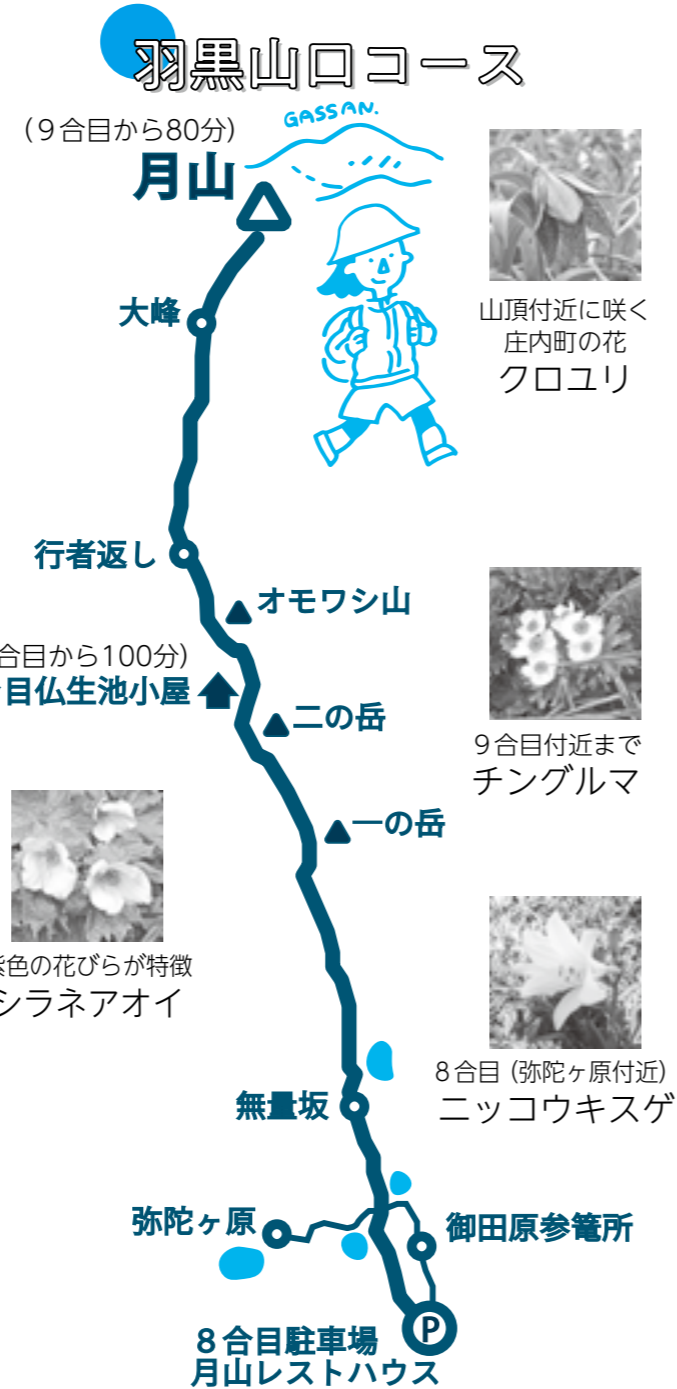 羽黒山口コース
GASSAN.
（９合目から80分）
月山
大峰
山頂付近に咲く
庄内町の花
クロユリ
行者返し
オモワシ山
合目から100分）
目仏生池小屋
二の岳
９合目付近まで
チングルマ
一の岳
色の花びらが特徴
シラネアオイ
８合目（弥陀ヶ原付近）
ニッコウキスゲ
無量坂
弥陀ヶ原
御田原参篭所
P
８合目駐車場
月山レストハウス